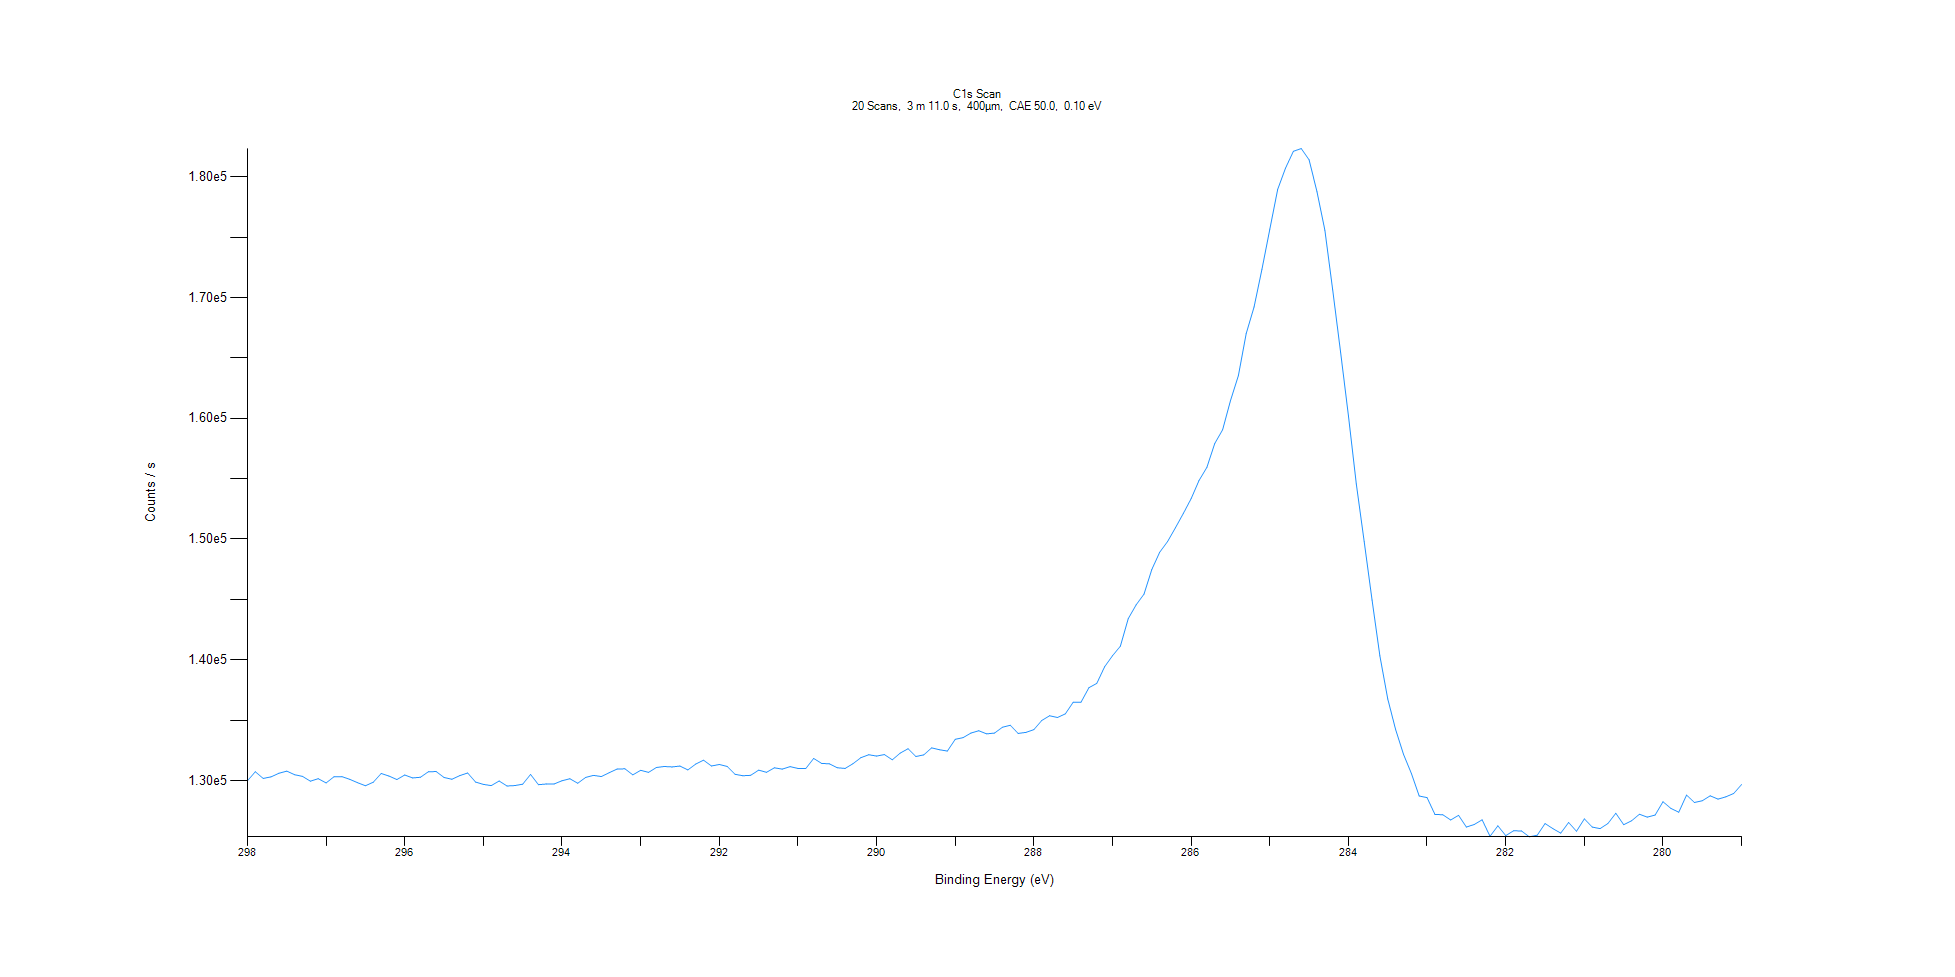 C1s Scan
20 Scans, 3 m 11.0 s, 400µm, CAE 50.0, 0.10 eV
1.80e5
1.70e5
1.60e5
1.50e5
1.40e5
1.30e5
Counts / s
298 296 294 292 290 288 286 284 282 280
Binding Energy (eV)